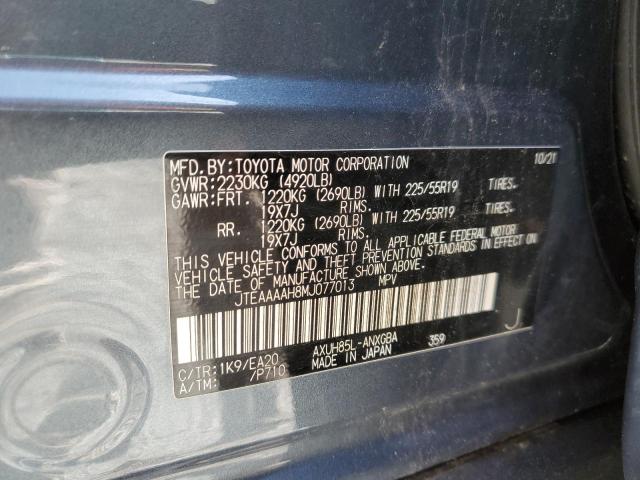 MFD. BY: TOYOTA MOTOR CORPORATION 10/21
GVWR: 2230KG (4920LB)
GAWR: FRT. 1220KG (2690LB) WITH 225/55R19 TIRES,
19X7J RIMS.
RR. 1220KG (2690LB) WITH 225/55R19 TIRES,
19X7J RIMS.
THIS VEHICLE CONFORMS TO ALL APPLICABLE FEDERAL MOTOR
VEHICLE SAFETY AND THEFT PREVENTION STANDARDS IN EFFECT ON
THE DATE OF MANUFACTURE SHOWN ABOVE.
JTEAAAAH8MJ077013 MPV
J
C/TR: 1K9/EA20 AXUH85L-ANXGBA 359
A/TM: /P710 MADE IN JAPAN